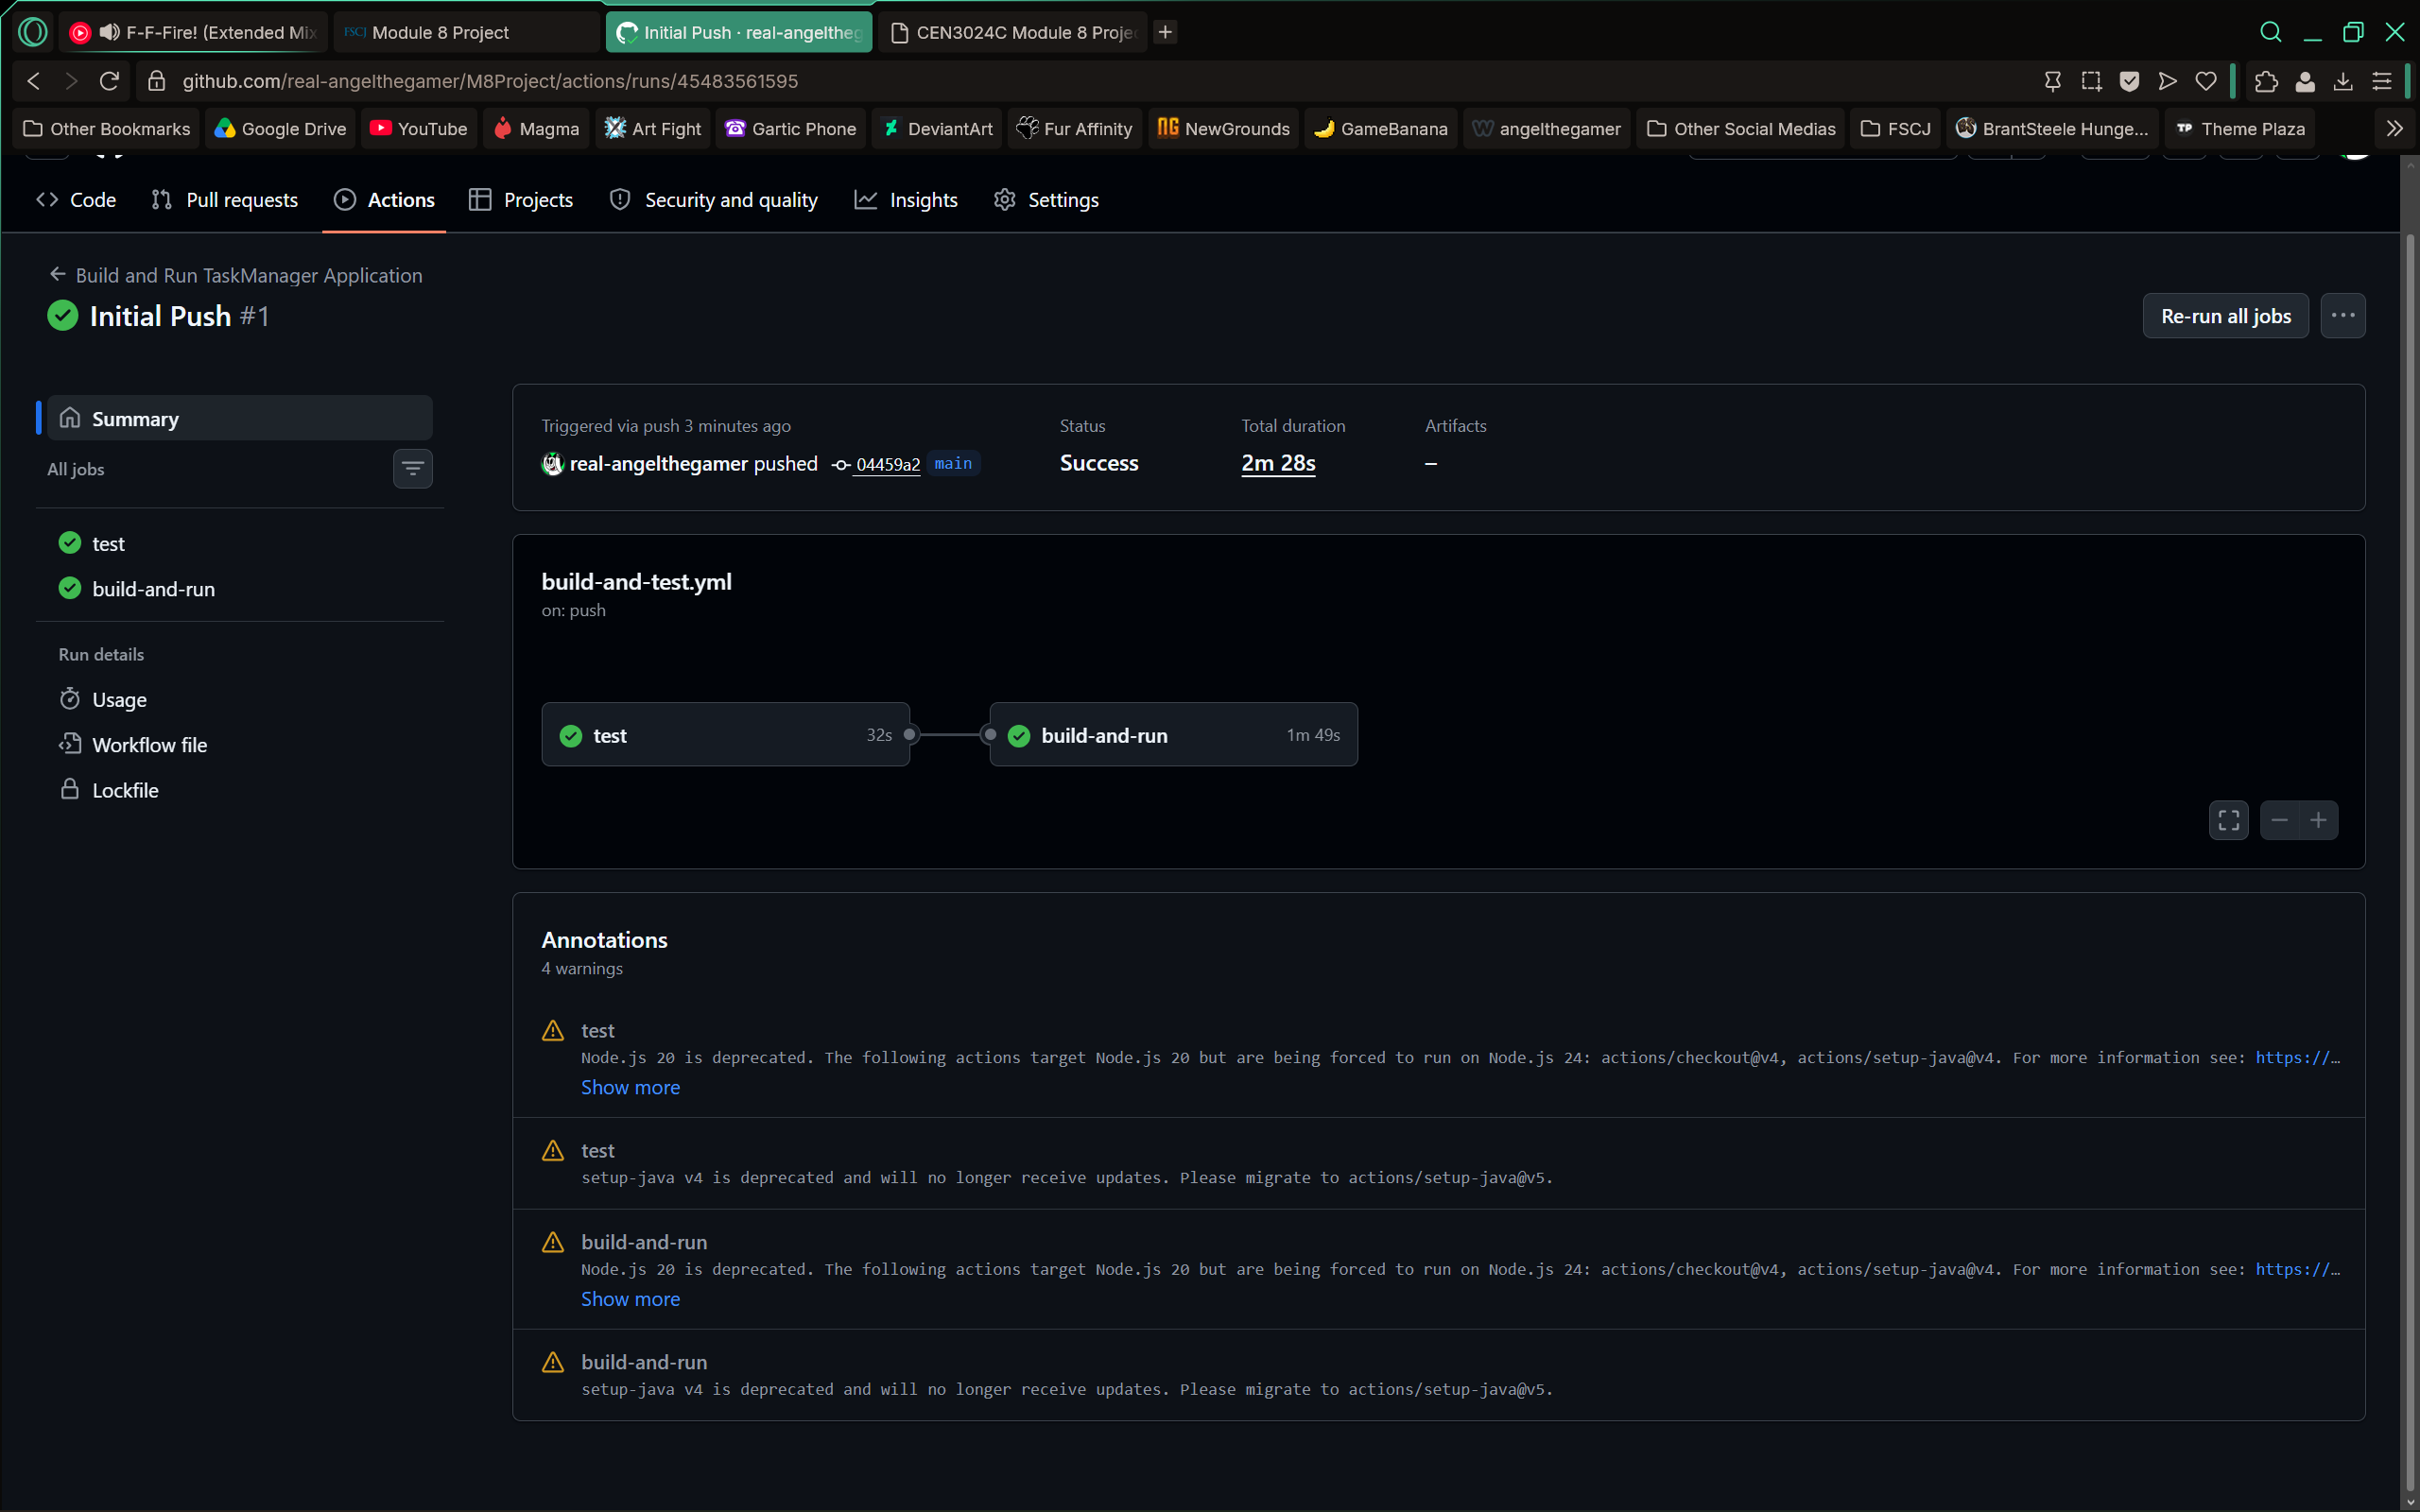 F-F-Fire! (Extended Mix
FSCJ Module 8 Project
Initial Push · real-angeltheg
CEN3024C Module 8 Proje
github.com/real-angelthegamer/M8Project/actions/runs/45483561595
Other Bookmarks
Google Drive
YouTube
Magma
Art Fight
Gartic Phone
DeviantArt
Fur Affinity
NG NewGrounds
GameBanana
angelthegamer
Other Social Medias
FSCJ
BrantSteele Hunge...
TP Theme Plaza
Code
Pull requests
Actions
Projects
Security and quality
Insights
Settings
Build and Run TaskManager Application
Initial Push #1
Re-run all jobs
Summary
All jobs
test
build-and-run
Run details
Usage
Workflow file
Lockfile
Triggered via push 3 minutes ago
real-angelthegamer pushed 04459a2 main
Status
Success
Total duration
2m 28s
Artifacts
–
build-and-test.yml
on: push
test 32s
build-and-run 1m 49s
Annotations
4 warnings
test
Node.js 20 is deprecated. The following actions target Node.js 20 but are being forced to run on Node.js 24: actions/checkout@v4, actions/setup-java@v4. For more information see: https://…
Show more
test
setup-java v4 is deprecated and will no longer receive updates. Please migrate to actions/setup-java@v5.
build-and-run
Node.js 20 is deprecated. The following actions target Node.js 20 but are being forced to run on Node.js 24: actions/checkout@v4, actions/setup-java@v4. For more information see: https://…
Show more
build-and-run
setup-java v4 is deprecated and will no longer receive updates. Please migrate to actions/setup-java@v5.